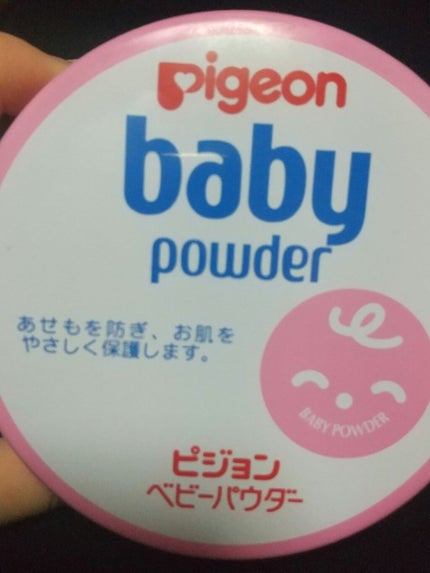 Pigeon
baby
powder
あせもを防ぎ、お肌を
やさしく保護します。
BABY POWDER
ピジョン
ベビーパウダー